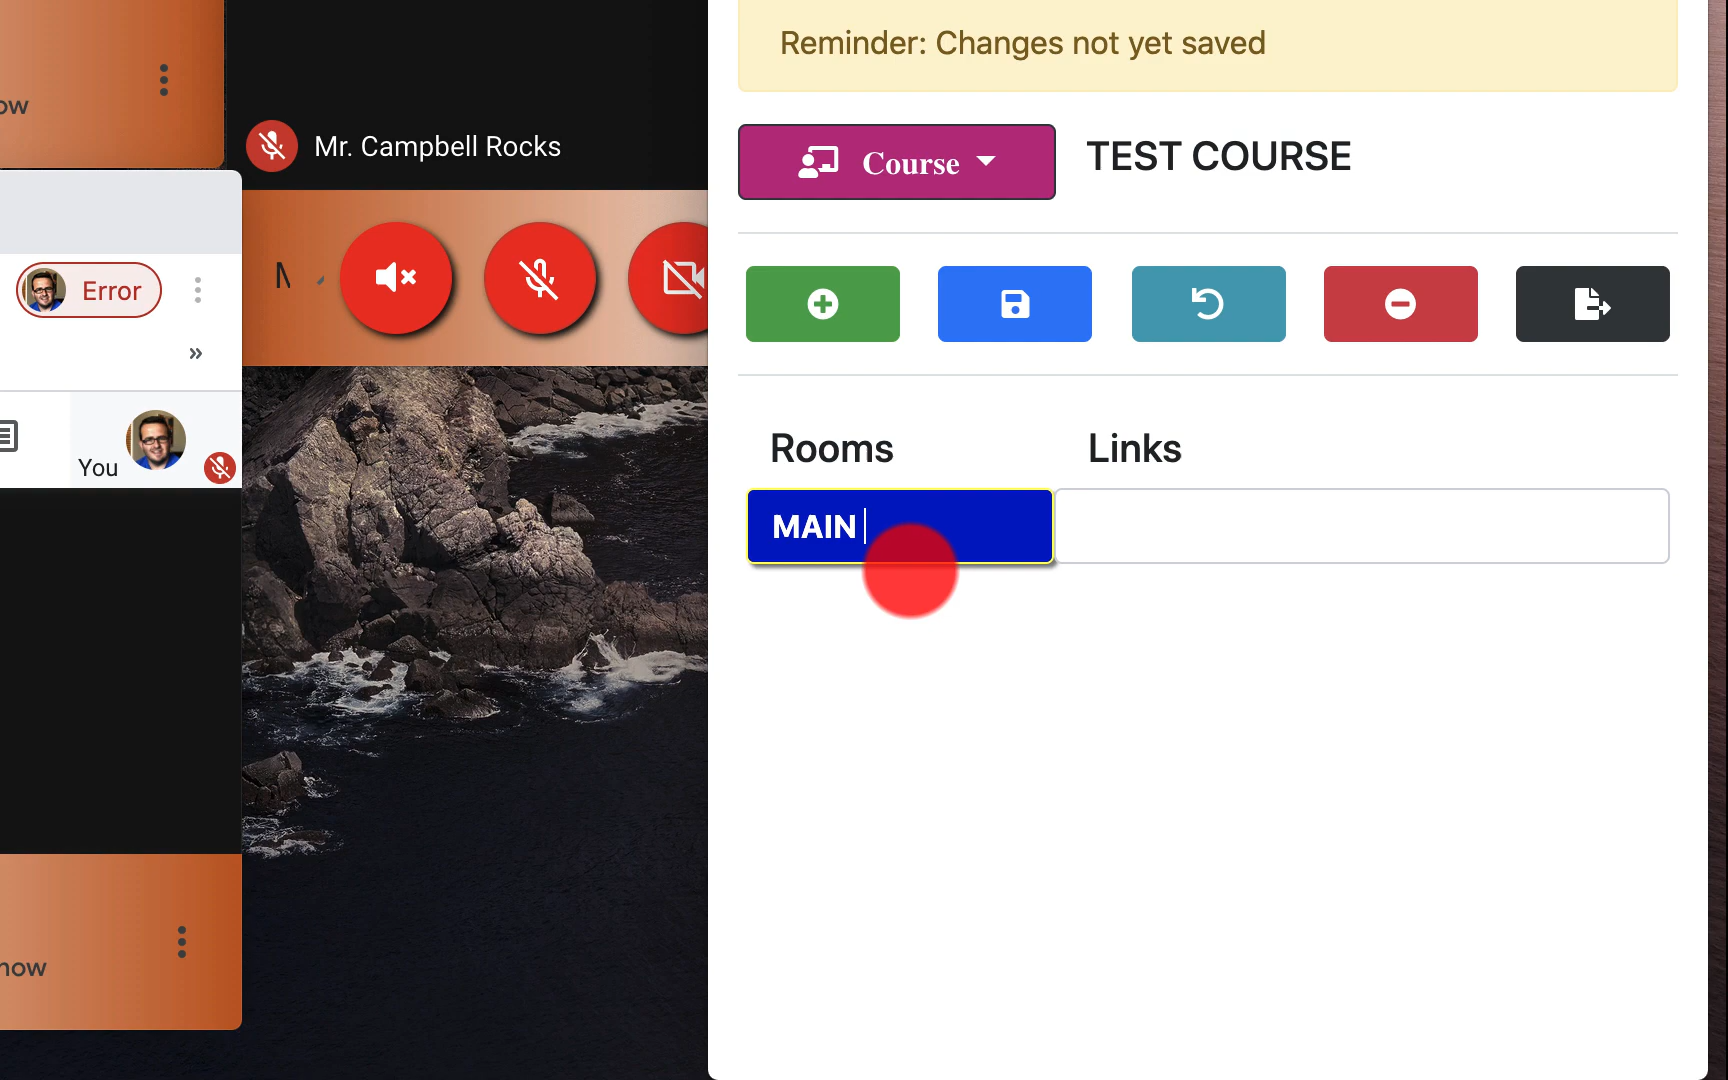 Reminder: Changes not yet saved
ow
Mr. Campbell Rocks
Course
TEST COURSE
Error
»
You
Rooms
Links
MAIN
now